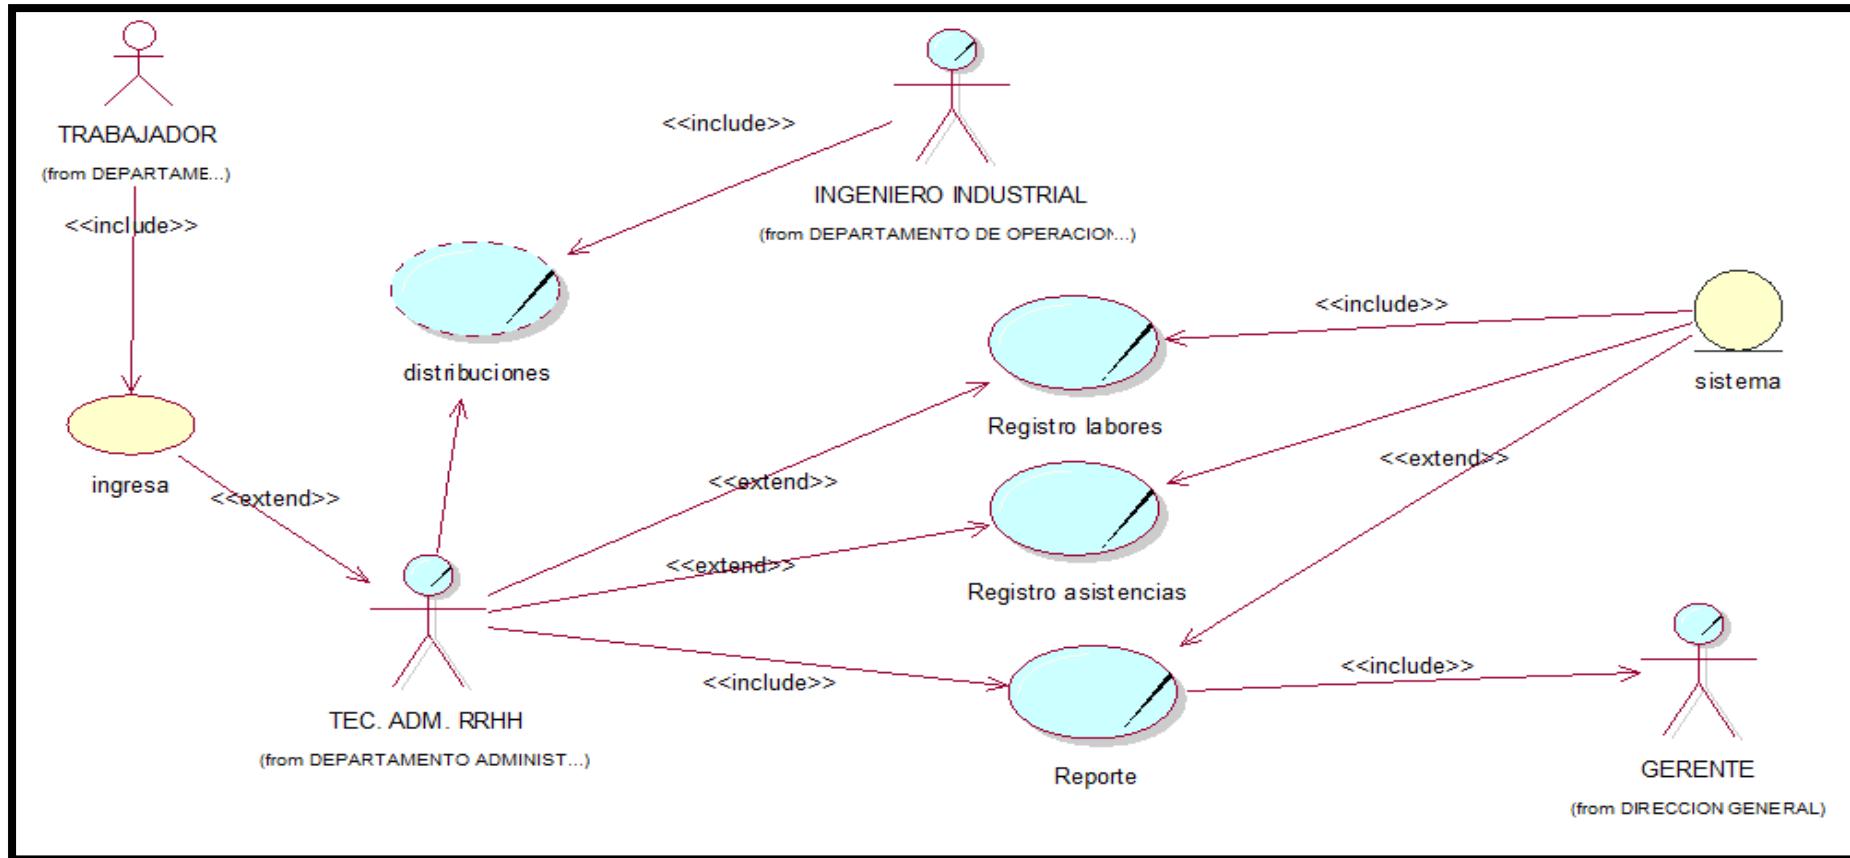 TRABAJADOR
(from DEPARTAME...)
<<include>>
<<include>>
INGENIERO INDUSTRIAL
(from DEPARTAMENTO DE OPERACION...)
distribuciones
<<include>>
sistema
Registro labores
ingresa
<<extend>>
<<extend>>
<<extend>>
<<extend>>
Registro asistencias
<<include>>
<<include>>
TEC. ADM. RRHH
(from DEPARTAMENTO ADMINIST...)
Reporte
GERENTE
(from DIRECCION GENERAL)